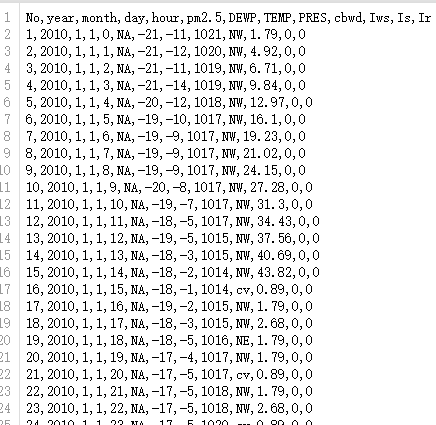 1 No,year,month,day,hour,pm2.5,DEWP,TEMP,PRES,cbwd,Iws,Is,Ir
2 1,2010,1,1,0,NA,-21,-11,1021,NW,1.79,0,0
3 2,2010,1,1,1,NA,-21,-12,1020,NW,4.92,0,0
4 3,2010,1,1,2,NA,-21,-11,1019,NW,6.71,0,0
5 4,2010,1,1,3,NA,-21,-14,1019,NW,9.84,0,0
6 5,2010,1,1,4,NA,-20,-12,1018,NW,12.97,0,0
7 6,2010,1,1,5,NA,-19,-10,1017,NW,16.1,0,0
8 7,2010,1,1,6,NA,-19,-9,1017,NW,19.23,0,0
9 8,2010,1,1,7,NA,-19,-9,1017,NW,21.02,0,0
10 9,2010,1,1,8,NA,-19,-9,1017,NW,24.15,0,0
11 10,2010,1,1,9,NA,-20,-8,1017,NW,27.28,0,0
12 11,2010,1,1,10,NA,-19,-7,1017,NW,31.3,0,0
13 12,2010,1,1,11,NA,-18,-5,1017,NW,34.43,0,0
14 13,2010,1,1,12,NA,-19,-5,1015,NW,37.56,0,0
15 14,2010,1,1,13,NA,-18,-3,1015,NW,40.69,0,0
16 15,2010,1,1,14,NA,-18,-2,1014,NW,43.82,0,0
17 16,2010,1,1,15,NA,-18,-1,1014,cv,0.89,0,0
18 17,2010,1,1,16,NA,-19,-2,1015,NW,1.79,0,0
19 18,2010,1,1,17,NA,-18,-3,1015,NW,2.68,0,0
20 19,2010,1,1,18,NA,-18,-5,1016,NE,1.79,0,0
21 20,2010,1,1,19,NA,-17,-4,1017,NW,1.79,0,0
22 21,2010,1,1,20,NA,-17,-5,1017,cv,0.89,0,0
23 22,2010,1,1,21,NA,-17,-5,1018,NW,1.79,0,0
24 23,2010,1,1,22,NA,-17,-5,1018,NW,2.68,0,0
25 24,2010,1,1,23,NA,-17,-5,1020,cv,0.89,0,0